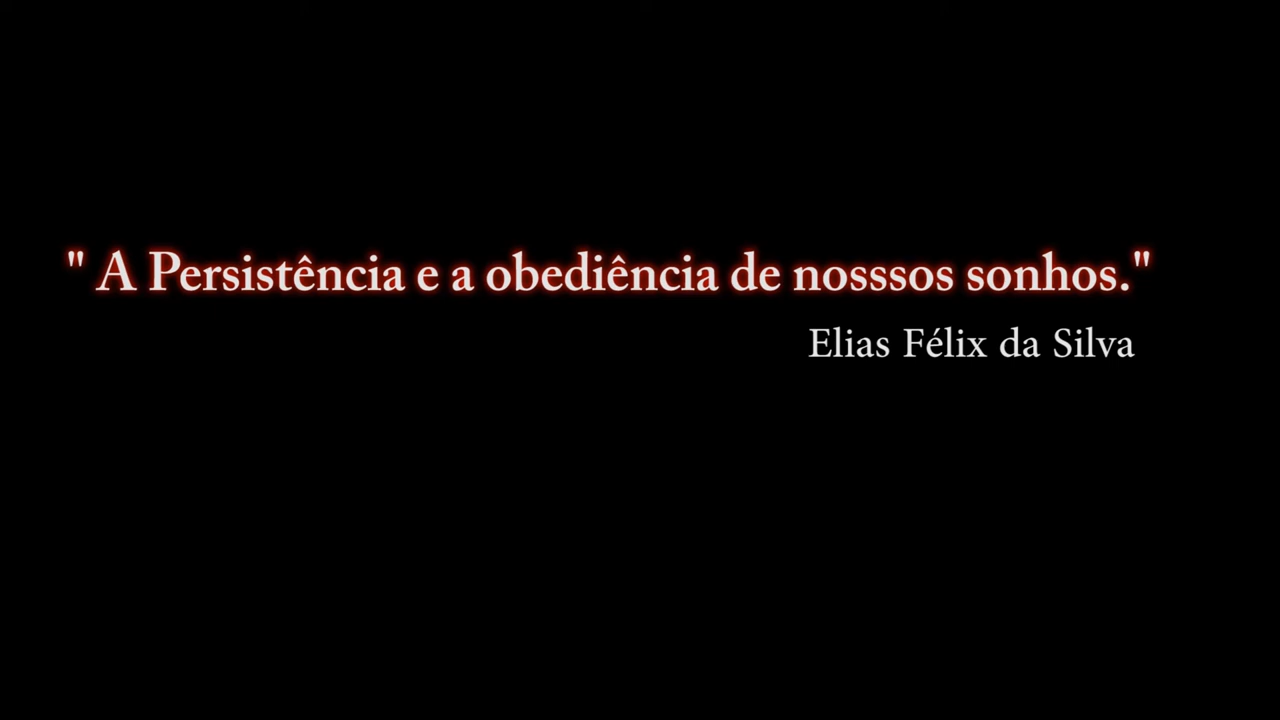 " A Persistência e a obediência de nosssos sonhos."
Elias Félix da Silva